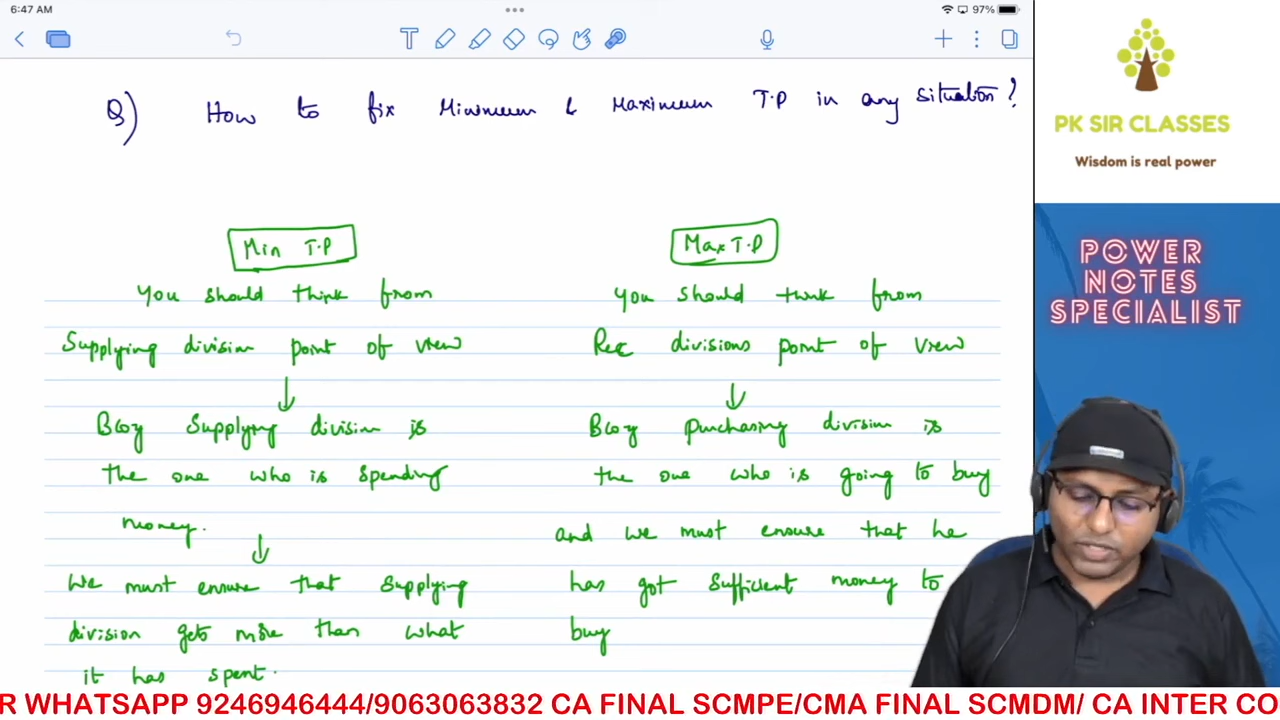 6:47 AM
97%
Q) How to fix Minimum & Maximum T.P in any situation?
Min T.P
You should think from
Supplying division point of view
Bcoz Supplying division is
the one who is spending
money.
We must ensure that supplying
division gets more than what
it has spent.
Max T.P
You should think from
Rec divisions point of view
Bcoz purchasing division is
the one who is going to buy
and we must ensure that he
has got sufficient money to
buy
PK SIR CLASSES
Wisdom is real power
POWER
NOTES
SPECIALIST
R WHATSAPP 9246946444/9063063832 CA FINAL SCMPE/CMA FINAL SCMDM/ CA INTER CO